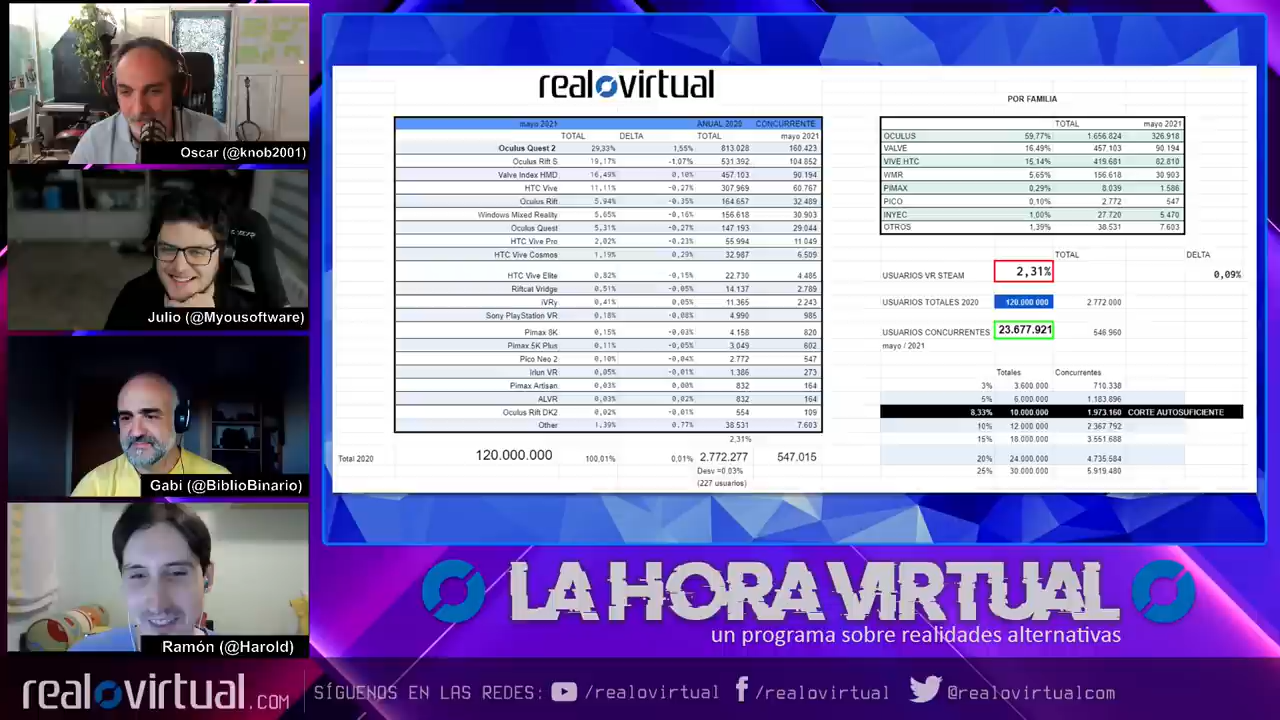 Oscar (@knob2001)
Julio (@Myousoftware)
Gabi (@BiblioBinario)
Ramón (@Harold)
realovirtual
mayo 2021 ANUAL 2020 CONCURRENTE
TOTAL DELTA TOTAL mayo 2021
Oculus Quest 2 29,33% 1,55% 813.028 160.423
Oculus Rift S 19,17% -1,07% 531.392 104.852
Valve Index HMD 16,49% 0,10% 457.103 90.194
HTC Vive 11,11% -0,27% 307.969 60.767
Oculus Rift 5,94% -0,35% 164.657 32.489
Windows Mixed Reality 5,65% -0,16% 156.618 30.903
Oculus Quest 5,31% -0,27% 147.193 29.044
HTC Vive Pro 2,02% -0,23% 55.994 11.049
HTC Vive Cosmos 1,19% 0,29% 32.987 6.509
HTC Vive Elite 0,82% -0,15% 22.730 4.485
Riftcat Vridge 0,51% -0,05% 14.137 2.789
iVRy 0,41% 0,05% 11.365 2.243
Sony PlayStation VR 0,18% -0,08% 4.990 985
Pimax 8K 0,15% -0,03% 4.158 820
Pimax 5K Plus 0,11% -0,05% 3.049 602
Pico Neo 2 0,10% -0,04% 2.772 547
Iriun VR 0,05% -0,01% 1.386 273
Pimax Artisan 0,03% 0,00% 832 164
ALVR 0,03% 0,02% 832 164
Oculus Rift DK2 0,02% -0,01% 554 109
Other 1,39% 0,77% 38.531 7.603
2,31%
Total 2020 120.000.000 100,01% 0,01% 2.772.277 547.015
Desv =0.03%
(227 usuarios)
POR FAMILIA
TOTAL mayo 2021
OCULUS 59,77% 1.656.824 326.918
VALVE 16.49% 457.103 90.194
VIVE HTC 15,14% 419.681 82.810
WMR 5.65% 156.618 30.903
PIMAX 0,29% 8.039 1.586
PICO 0,10% 2.772 547
INYEC 1,00% 27.720 5.470
OTROS 1,39% 38.531 7.603
TOTAL DELTA
USUARIOS VR STEAM 2,31% 0,09%
USUARIOS TOTALES 2020 120.000.000 2.772.000
USUARIOS CONCURRENTES 23.677.921 546.960
mayo / 2021
Totales Concurrentes
3% 3.600.000 710.338
5% 6.000.000 1.183.896
8,33% 10.000.000 1.973.160 CORTE AUTOSUFICIENTE
10% 12.000.000 2.367.792
15% 18.000.000 3.551.688
20% 24.000.000 4.735.584
25% 30.000.000 5.919.480
LA HORA VIRTUAL
un programa sobre realidades alternativas
realovirtual.com SÍGUENOS EN LAS REDES: /realovirtual /realovirtual @realovirtualcom